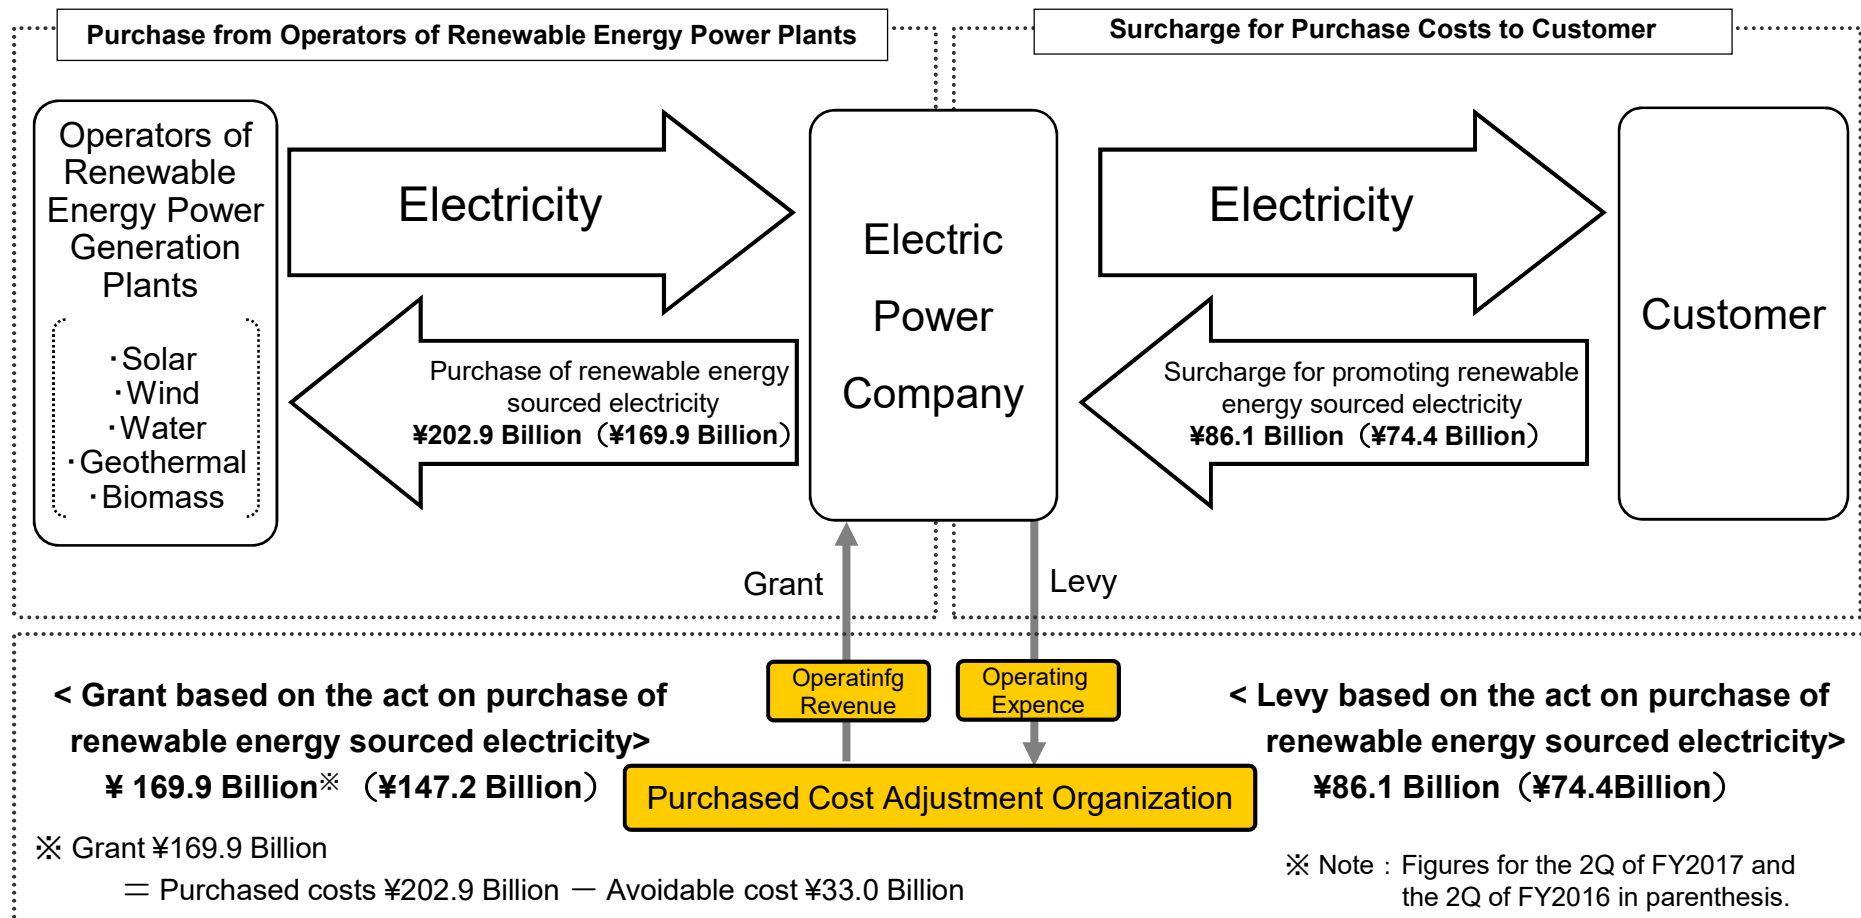 Purchase from Operators of Renewable Energy Power Plants
Surcharge for Purchase Costs to Customer
Operators of
Renewable
Energy Power
Generation
Plants
・Solar
・Wind
・Water
・Geothermal
・Biomass
Electricity
Purchase of renewable energy
sourced electricity
¥202.9 Billion（¥169.9 Billion）
Electric
Power
Company
Electricity
Surcharge for promoting renewable
energy sourced electricity
¥86.1 Billion（¥74.4 Billion）
Customer
Grant
Levy
Operatinfg
Revenue
Operating
Expence
< Grant based on the act on purchase of
renewable energy sourced electricity>
¥ 169.9 Billion※ （¥147.2 Billion）
Purchased Cost Adjustment Organization
< Levy based on the act on purchase of
renewable energy sourced electricity>
¥86.1 Billion（¥74.4Billion）
※ Grant ¥169.9 Billion
＝ Purchased costs ¥202.9 Billion － Avoidable cost ¥33.0 Billion
※ Note：Figures for the 2Q of FY2017 and
the 2Q of FY2016 in parenthesis.